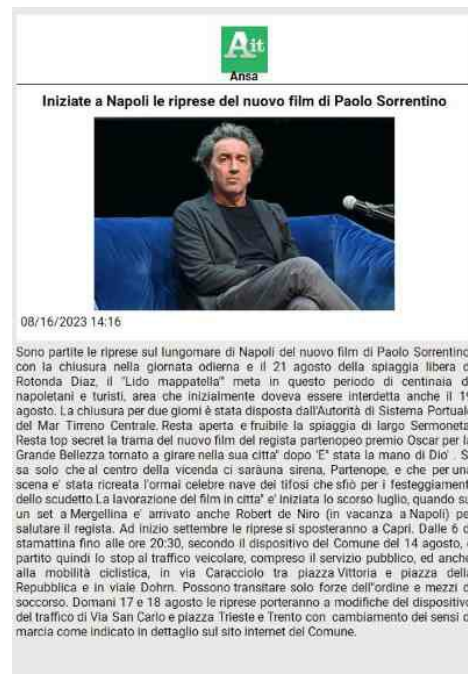 Ait
Ansa
Iniziate a Napoli le riprese del nuovo film di Paolo Sorrentino
08/16/2023 14:16
Sono partite le riprese sul lungomare di Napoli del nuovo film di Paolo Sorrentino
con la chiusura nella giornata odierna e il 21 agosto della spiaggia libera d
Rotonda Diaz, il "Lido mappatella" meta in questo periodo di centinaia d
napoletani e turisti, area che inizialmente doveva essere interdetta anche il 19
agosto. La chiusura per due giorni è stata disposta dall'Autorità di Sistema Portuale
del Mar Tirreno Centrale. Resta aperta e fruibile la spiaggia di largo Sermoneta.
Resta top secret la trama del nuovo film del regista partenopeo premio Oscar per la
Grande Bellezza tornato a girare nella sua citta" dopo 'E" stata la mano di Dio' . S
sa solo che al centro della vicenda ci saràuna sirena, Partenope, e che per una
scena e' stata ricreata l'ormai celebre nave dei tifosi che sfiò per i festeggiament
dello scudetto.La lavorazione del film in citta" e' iniziata lo scorso luglio, quando su
un set a Mergellina e' arrivato anche Robert de Niro (in vacanza a Napoli) pe
salutare il regista. Ad inizio settembre le riprese si sposteranno a Capri. Dalle 6 d
stamattina fino alle ore 20:30, secondo il dispositivo del Comune del 14 agosto,
partito quindi lo stop al traffico veicolare, compreso il servizio pubblico, ed anche
alla mobilità ciclistica, in via Caracciolo tra piazza Vittoria e piazza della
Repubblica e in viale Dohrn. Possono transitare solo forze dell"ordine e mezzi d
soccorso. Domani 17 e 18 agosto le riprese porteranno a modifiche del dispositivo
del traffico di Via San Carlo e piazza Trieste e Trento con cambiamento dei sensi d
marcia come indicato in dettaglio sul sito internet del Comune.